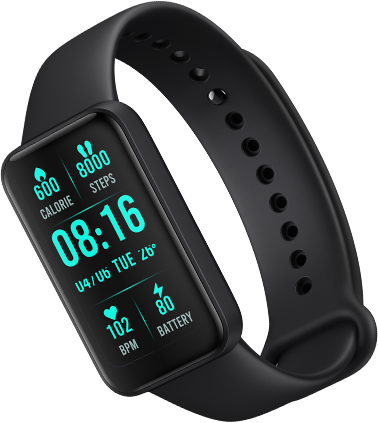 600 8000
CALORIE STEPS
08:16
04/06 TUE 26°
102 80
BPM BATTERY